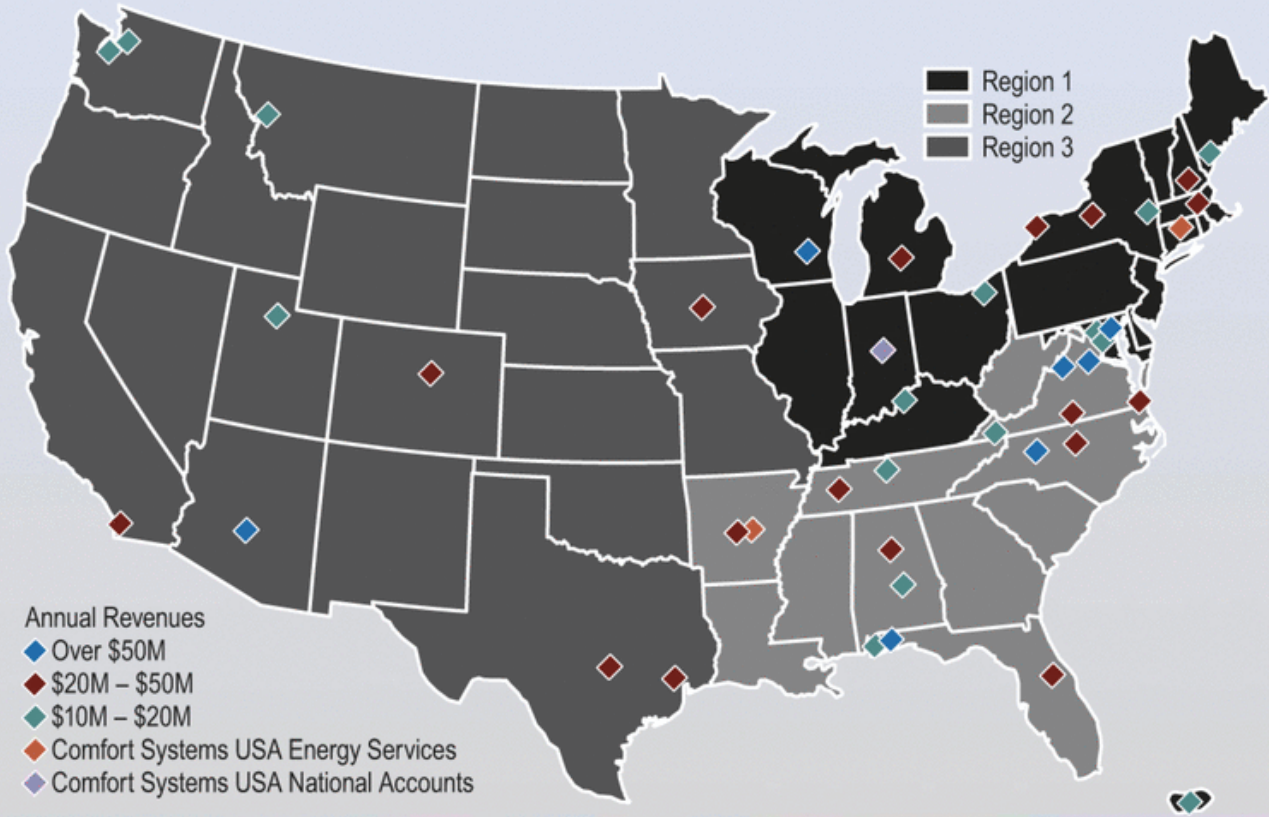 Region 1
Region 2
Region 3
Annual Revenues
Over $50M
$20M – $50M
$10M – $20M
Comfort Systems USA Energy Services
Comfort Systems USA National Accounts